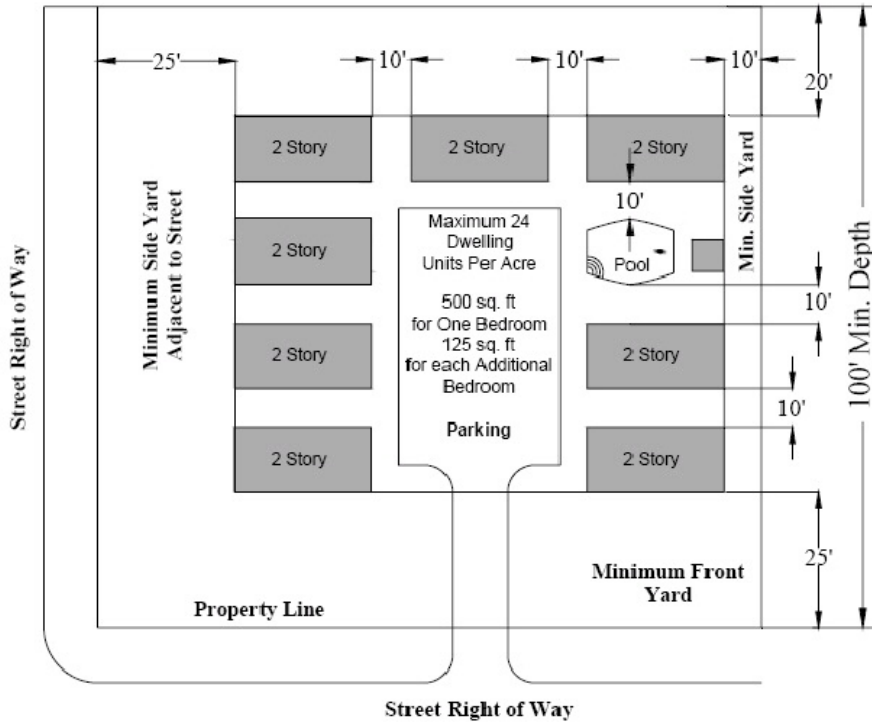 25'
10'
10'
10'
20'
2 Story
2 Story
2 Story
10'
Maximum 24
Dwelling
Units Per Acre
500 sq. ft
for One Bedroom
125 sq. ft
for each Additional
Bedroom
Parking
2 Story
Pool
10'
2 Story
2 Story
10'
2 Story
2 Story
25'
Minimum Side Yard
Adjacent to Street
Min. Side Yard
100' Min. Depth
Street Right of Way
Minimum Front
Yard
Property Line
Street Right of Way